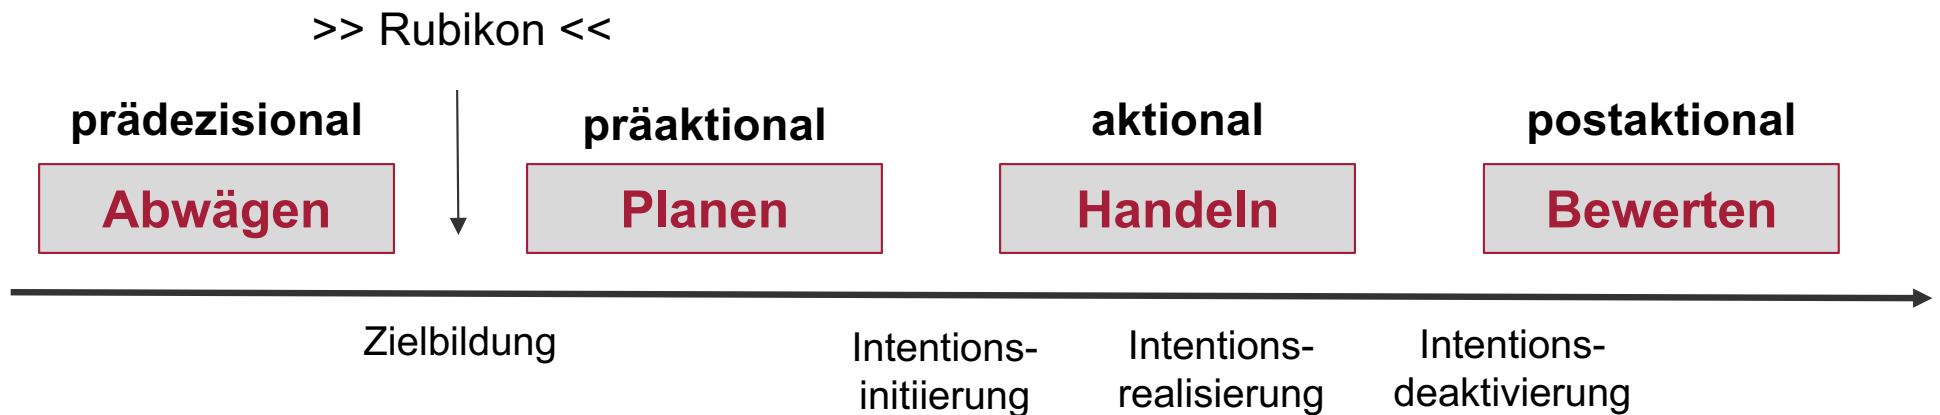 >> Rubikon <<
prädezisional
präaktional
aktional
postaktional
Abwägen
Planen
Handeln
Bewerten
Zielbildung
Intentions-
initiierung
Intentions-
realisierung
Intentions-
deaktivierung